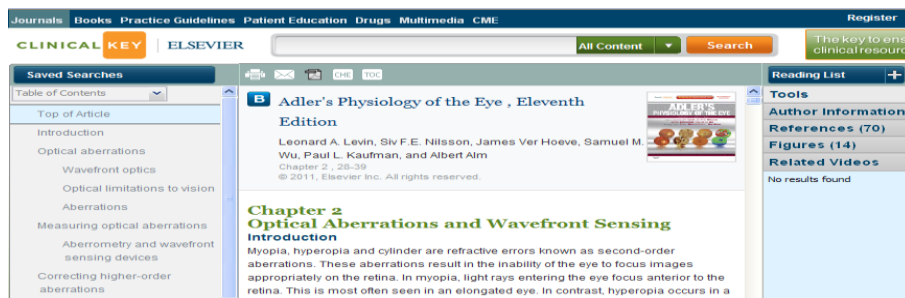 Journals Books Practice Guidelines Patient Education Drugs Multimedia CME Register
CLINICAL KEY ELSEVIER All Content Search
The key to ens
clinical resourc
Saved Searches
Table of Contents
Top of Article
Introduction
Optical aberrations
Wavefront optics
Optical limitations to vision
Aberrations
Measuring optical aberrations
Aberrometry and wavefront
sensing devices
Correcting higher-order
aberrations
CME TOC
B Adler's Physiology of the Eye , Eleventh
Edition
ADLER'S
PHYSIOLOGY OF THE EYE
Leonard A. Levin, Siv F.E. Nilsson, James Ver Hoeve, Samuel M.
Wu, Paul L. Kaufman, and Albert Alm
Chapter 2 , 28-39
© 2011, Elsevier Inc. All rights reserved.
Chapter 2
Optical Aberrations and Wavefront Sensing
Introduction
Myopia, hyperopia and cylinder are refractive errors known as second-order
aberrations. These aberrations result in the inability of the eye to focus images
appropriately on the retina. In myopia, light rays entering the eye focus anterior to the
retina. This is most often seen in an elongated eye. In contrast, hyperopia occurs in a
Reading List +
Tools
Author Information
References (70)
Figures (14)
Related Videos
No results found